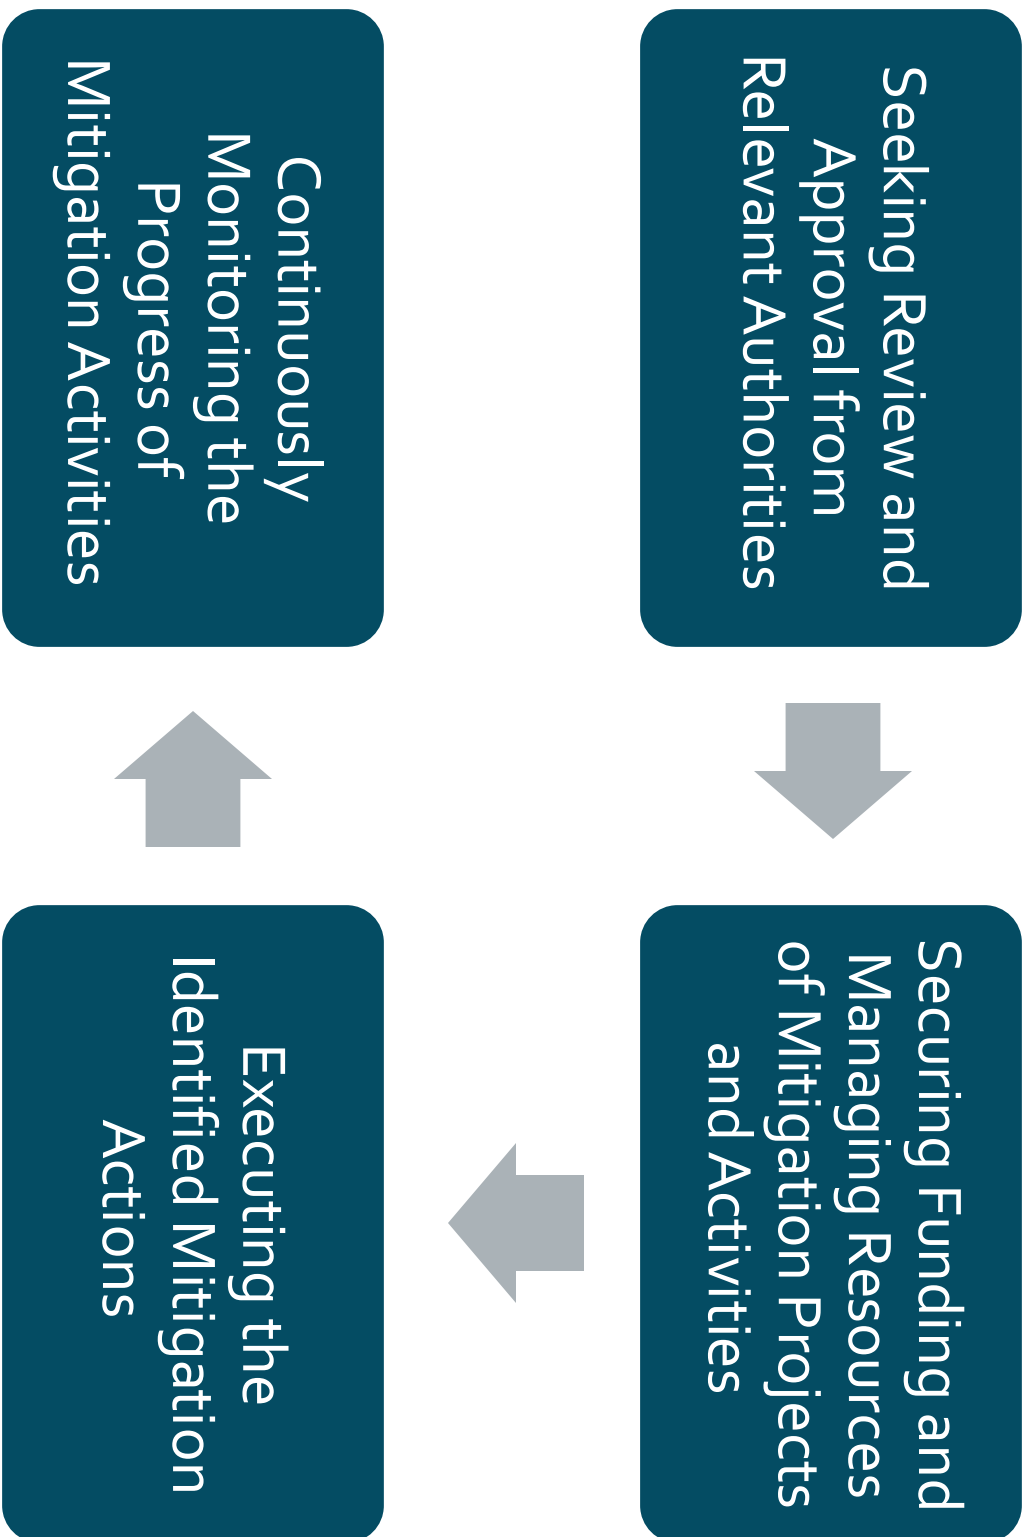 Seeking Review and
Approval from
Relevant Authorities
Securing Funding and
Managing Resources
of Mitigation Projects
and Activities
Executing the
Identified Mitigation
Actions
Continuously
Monitoring the
Progress of
Mitigation Activities